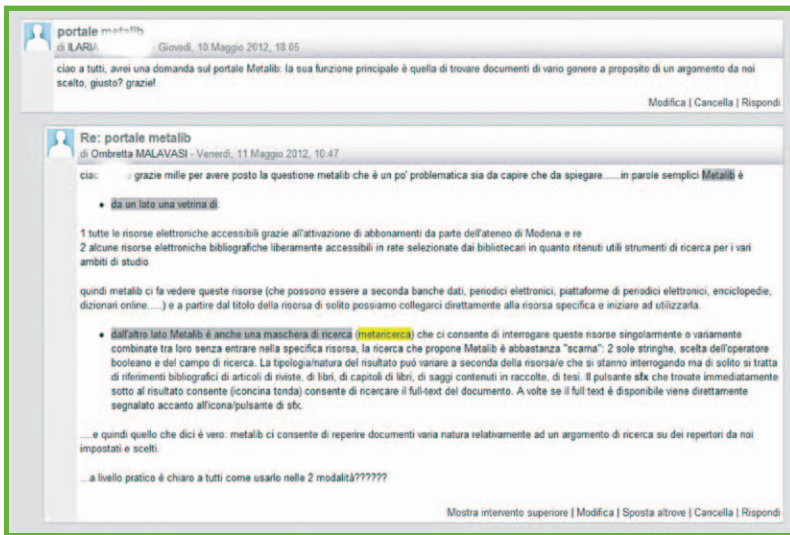 portale metalib
di ILARIA - Giovedì, 10 Maggio 2012, 18:05
ciao a tutti, avrei una domanda sul portale Metalib: la sua funzione principale è quella di trovare documenti di vario genere a proposito di un argomento da noi
scelto, giusto? grazie!
Modifica | Cancella | Rispondi
Re: portale metalib
di Ombretta MALAVASI - Venerdì, 11 Maggio 2012, 10:47
ciao grazie mille per avere posto la questione metalib che è un po' problematica sia da capire che da spiegare......in parole semplici Metalib è
• da un lato una vetrina di:
1 tutte le risorse elettroniche accessibili grazie all'attivazione di abbonamenti da parte dell'ateneo di Modena e re
2 alcune risorse elettroniche bibliografiche liberamente accessibili in rete selezionate dai bibliotecari in quanto ritenuti utili strumenti di ricerca per i vari
ambiti di studio
quindi metalib ci fa vedere queste risorse (che possono essere a seconda banche dati, periodici elettronici, piattaforme di periodici elettronici, enciclopedie,
dizionari online.....) e a partire dal titolo della risorsa di solito possiamo collegarci direttamente alla risorsa specifica e iniziare ad utilizzarla.
• dall'altro lato Metalib è anche una maschera di ricerca (metaricerca) che ci consente di interrogare queste risorse singolarmente o variamente
combinate tra loro senza entrare nella specifica risorsa, la ricerca che propone Metalib è abbastanza "scarna": 2 sole stringhe, scelta dell'operatore
booleano e del campo di ricerca. La tipologia/natura del risultato può variare a seconda della risorsa/e che si stanno interrogando ma di solito si tratta
di riferimenti bibliografici di articoli di riviste, di libri, di capitoli di libri, di saggi contenuti in raccolte, di tesi. Il pulsante sfx che trovate immediatamente
sotto al risultato consente (iconcina tonda) consente di ricercare il full-text del documento. A volte se il full text è disponibile viene direttamente
segnalato accanto all'icona/pulsante di sfx.
....e quindi quello che dici è vero: metalib ci consente di reperire documenti varia natura relativamente ad un argomento di ricerca su dei repertori da noi
impostati e scelti.
...a livello pratico è chiaro a tutti come usarlo nelle 2 modalità??????
Mostra intervento superiore | Modifica | Sposta altrove | Cancella | Rispondi